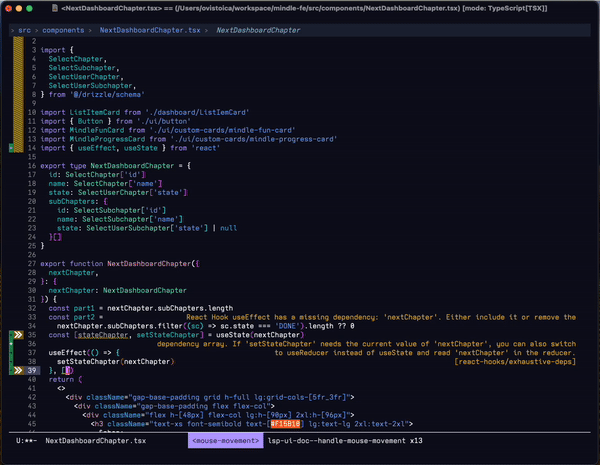 <NextDashboardChapter.tsx> == (/Users/ovistoica/workspace/mindle-fe/src/components/NextDashboardChapter.tsx) [mode: TypeScript[TSX]]
› src › components › NextDashboardChapter.tsx › NextDashboardChapter
2
3 import {
4 SelectChapter,
5 SelectSubchapter,
6 SelectUserChapter,
7 SelectUserSubchapter,
8 } from '@/drizzle/schema'
9
10 import ListItemCard from './dashboard/ListIemCard'
11 import { Button } from './ui/button'
12 import MindleFunCard from './ui/custom-cards/mindle-fun-card'
13 import MindleProgressCard from './ui/custom-cards/mindle-progress-card'
14 import { useEffect, useState } from 'react'
15
16 export type NextDashboardChapter = {
17 id: SelectChapter['id']
18 name: SelectChapter['name']
19 state: SelectUserChapter['state']
20 subChapters: {
21 id: SelectSubchapter['id']
22 name: SelectSubchapter['name']
23 state: SelectUserSubchapter['state'] | null
24 }[]
25 }
26
27 export function NextDashboardChapter({
28 nextChapter,
29 }: {
30 nextChapter: NextDashboardChapter
31 }) {
32 const part1 = nextChapter.subChapters.length
33 const part2 = React Hook useEffect has a missing dependency: 'nextChapter'. Either include it or remove the
34 nextChapter.subChapters.filter((sc) => sc.state === 'DONE').length ?? 0
35 const [stateChapter, setStateChapter] = useState(nextChapter)
36 dependency array. If 'setStateChapter' needs the current value of 'nextChapter', you can also switch
37 useEffect(() => { to useReducer instead of useState and read 'nextChapter' in the reducer.
38 setStateChapter(nextChapter) [react-hooks/exhaustive-deps]
39 }, [])
40 return (
41 <>
42 <div className="gap-base-padding grid h-full lg:grid-cols-[5fr_3fr]">
43 <div className="gap-base-padding flex flex-col">
44 <div className="flex h-[48px] flex-col lg:h-[90px] 2xl:h-[96px]">
45 <h3 className="text-xs font-semibold text-[#F15B18] lg:text-lg 2xl:text-2xl">
U:**- NextDashboardChapter.tsx <mouse-movement> lsp-ui-doc--handle-mouse-movement x13